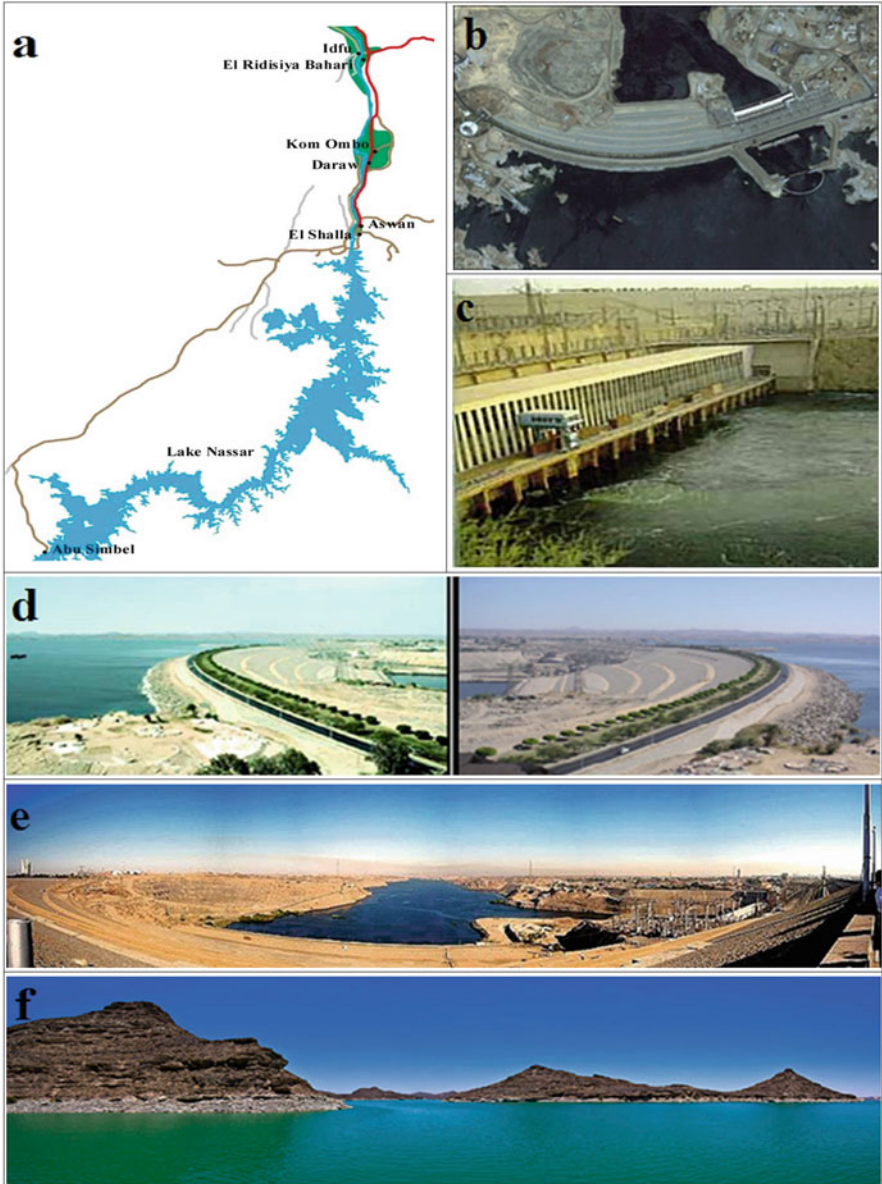 a
Idfu
El Ridisiya Bahari
Kom Ombo
Daraw
Aswan
El Shalla
Lake Nassar
Abu Simbel
b
c
d
e
f